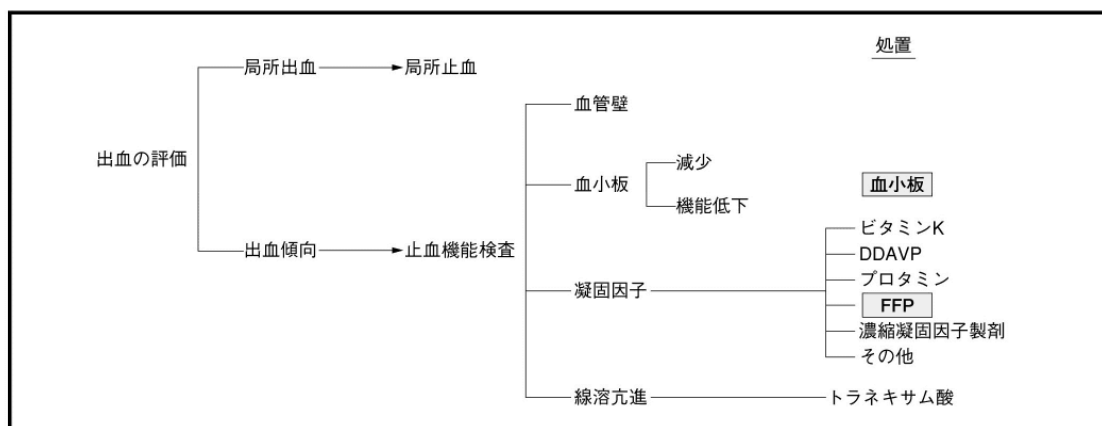 処置
局所出血
局所止血
血管壁
出血の評価
減少
血小板
機能低下
血小板
出血傾向
止血機能検査
ビタミンK
DDAVP
プロタミン
凝固因子
FFP
濃縮凝固因子製剤
その他
線溶亢進
トラネキサム酸